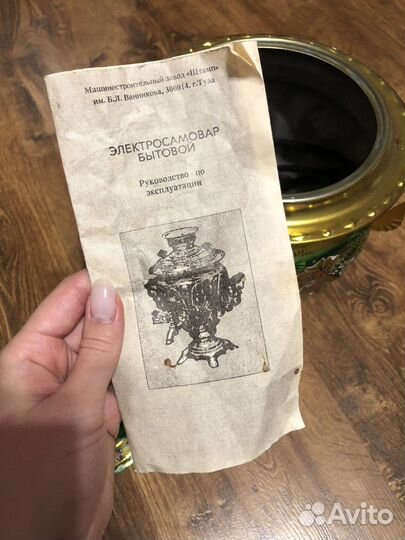 Машиностроительный завод «Штамп»
им. Б.Л. Ванникова, 300014, г. Тула
ЭЛЕКТРОСАМОВАР
БЫТОВОЙ
Руководство по
эксплуатации
Avito